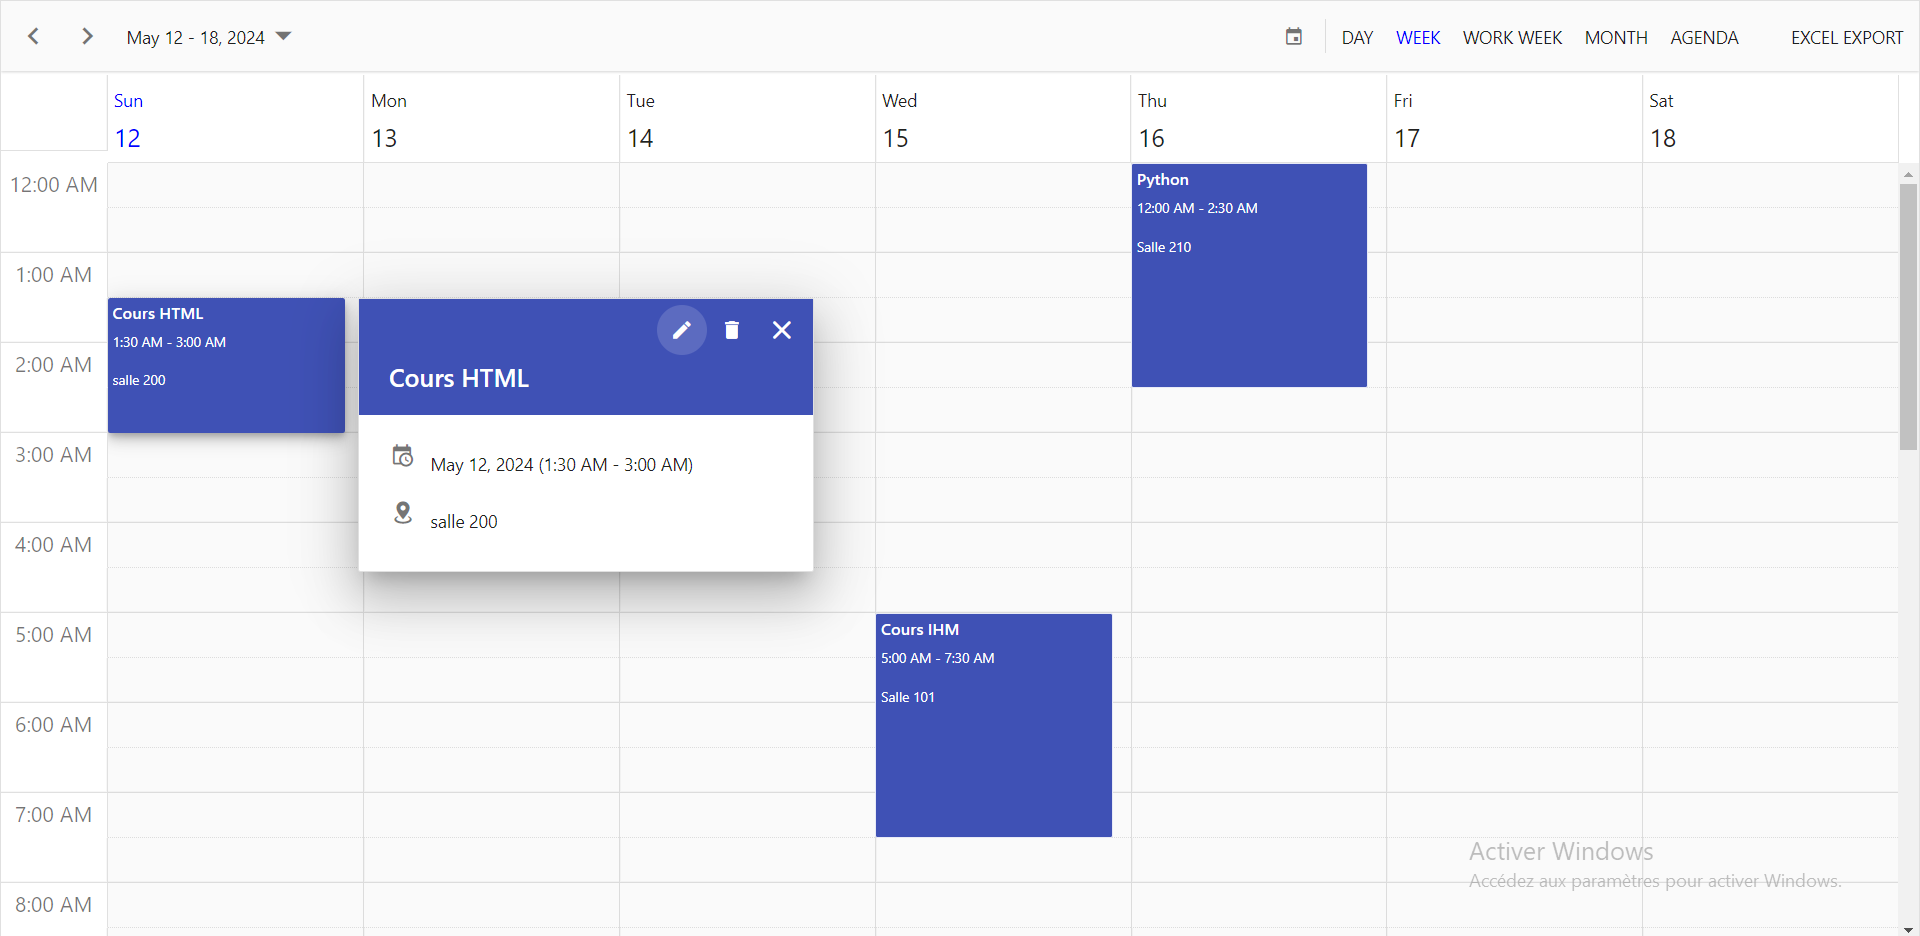 May 12 - 18, 2024
DAY WEEK WORK WEEK MONTH AGENDA EXCEL EXPORT
Sun Mon Tue Wed Thu Fri Sat
12 13 14 15 16 17 18
12:00 AM
1:00 AM
2:00 AM
3:00 AM
4:00 AM
5:00 AM
6:00 AM
7:00 AM
8:00 AM
Cours HTML
1:30 AM - 3:00 AM
salle 200
Cours HTML
May 12, 2024 (1:30 AM - 3:00 AM)
salle 200
Cours IHM
5:00 AM - 7:30 AM
Salle 101
Python
12:00 AM - 2:30 AM
Salle 210
Activer Windows
Accédez aux paramètres pour activer Windows.